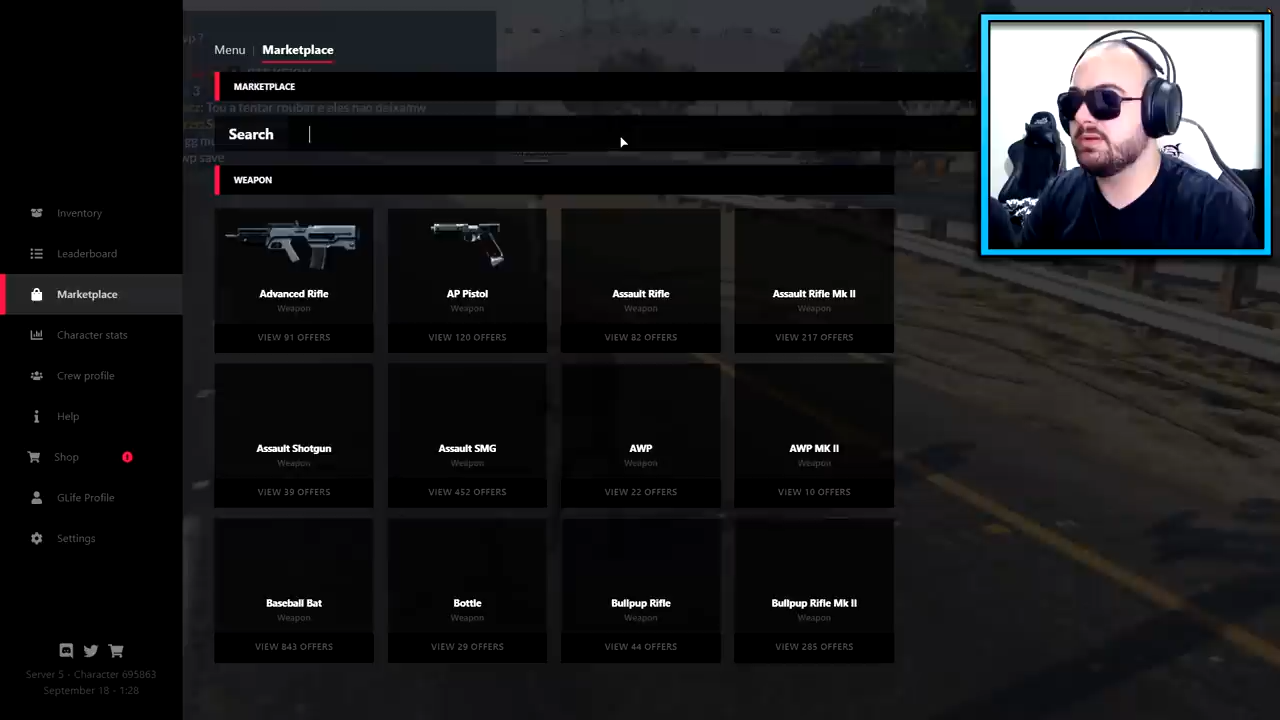 Menu | Marketplace
MARKETPLACE
Search
WEAPON
Inventory
Leaderboard
Marketplace
Character stats
Crew profile
Help
Shop
GLife Profile
Settings
Server 5 - Character 695863
September 18 - 1:28
Advanced Rifle
Weapon
VIEW 91 OFFERS
AP Pistol
Weapon
VIEW 120 OFFERS
Assault Rifle
Weapon
VIEW 82 OFFERS
Assault Rifle Mk II
Weapon
VIEW 217 OFFERS
Assault Shotgun
Weapon
VIEW 39 OFFERS
Assault SMG
Weapon
VIEW 452 OFFERS
AWP
Weapon
VIEW 22 OFFERS
AWP MK II
Weapon
VIEW 10 OFFERS
Baseball Bat
Weapon
VIEW 843 OFFERS
Bottle
Weapon
VIEW 29 OFFERS
Bullpup Rifle
Weapon
VIEW 44 OFFERS
Bullpup Rifle Mk II
Weapon
VIEW 285 OFFERS